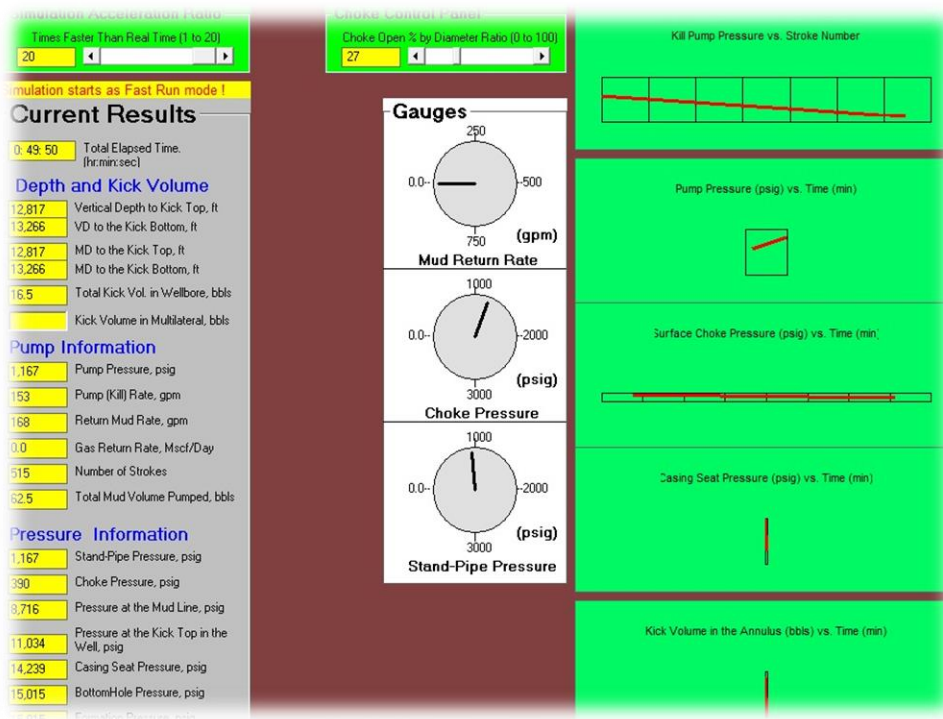 Simulation Acceleration Ratio
Times Faster Than Real Time (1 to 20)
20
Simulation starts as Fast Run mode !
Current Results
0: 49: 50 Total Elapsed Time.
(hr:min:sec)
Depth and Kick Volume
12,817 Vertical Depth to Kick Top, ft
13,266 VD to the Kick Bottom, ft
12,817 MD to the Kick Top, ft
13,266 MD to the Kick Bottom, ft
16.5 Total Kick Vol. in Wellbore, bbls
Kick Volume in Multilateral, bbls
Pump Information
1,167 Pump Pressure, psig
153 Pump (Kill) Rate, gpm
168 Return Mud Rate, gpm
0.0 Gas Return Rate, Mscf/Day
515 Number of Strokes
62.5 Total Mud Volume Pumped, bbls
Pressure Information
1,167 Stand-Pipe Pressure, psig
390 Choke Pressure, psig
8,716 Pressure at the Mud Line, psig
11,034 Pressure at the Kick Top in the
Well, psig
14,239 Casing Seat Pressure, psig
15,015 BottomHole Pressure, psig
Choke Control Panel
Choke Open % by Diameter Ratio (0 to 100)
27
Gauges
250
0.0-- -500
750 (gpm)
Mud Return Rate
1000
0.0-- -2000
(psig)
3000
Choke Pressure
1000
0.0-- -2000
(psig)
3000
Stand-Pipe Pressure
Kill Pump Pressure vs. Stroke Number
Pump Pressure (psig) vs. Time (min)
Surface Choke Pressure (psig) vs. Time (min)
Casing Seat Pressure (psig) vs. Time (min)
Kick Volume in the Annulus (bbls) vs. Time (min)